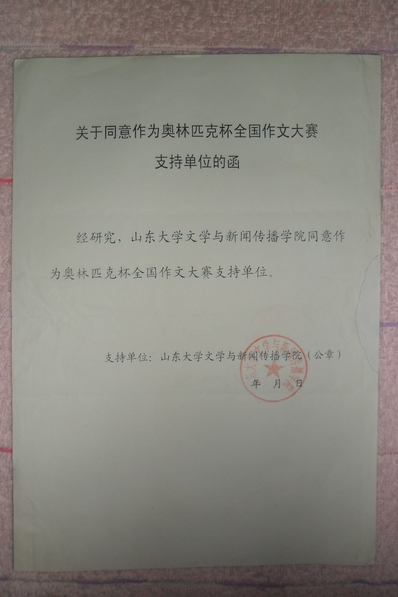 关于同意作为奥林匹克杯全国作文大赛
支持单位的函
经研究，山东大学文学与新闻传播学院同意作
为奥林匹克杯全国作文大赛支持单位。
支持单位：山东大学文学与新闻传播学院（公章）
年 月 日